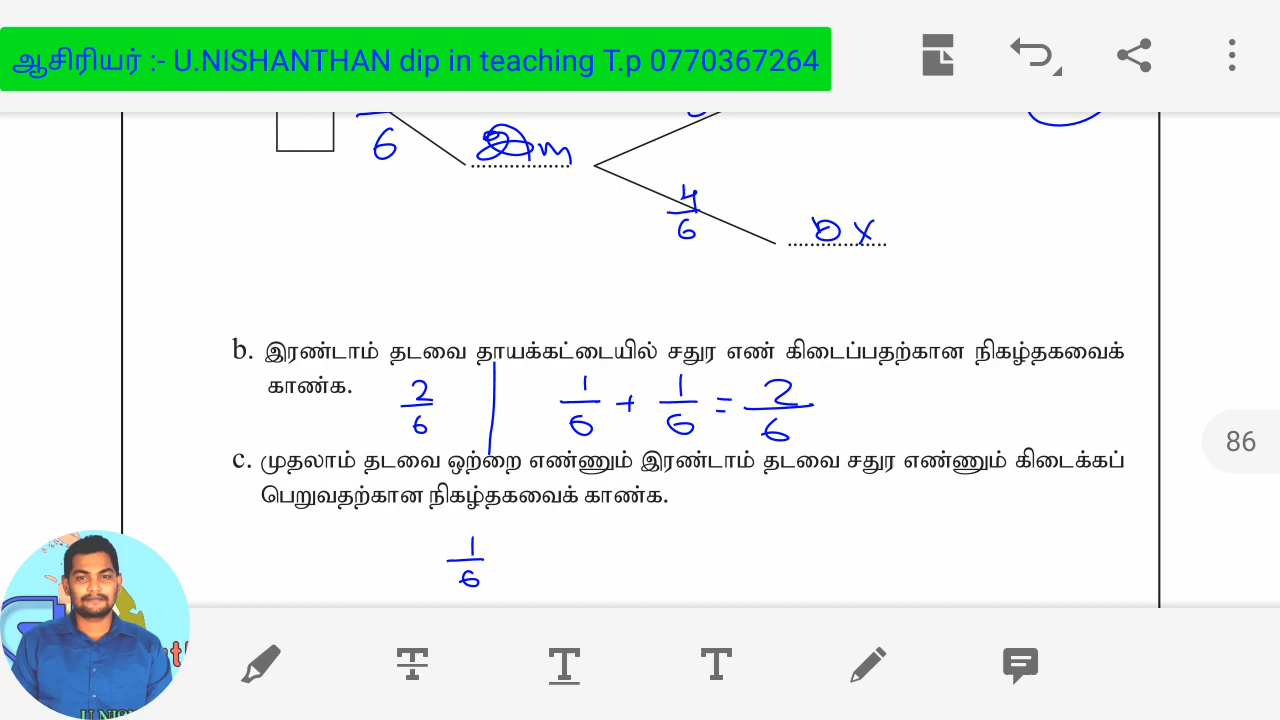 ஆசிரியர் :- U.NISHANTHAN dip in teaching T.p 0770367264
6
4/6
b. இரண்டாம் தடவை தாயக்கட்டையில் சதுர எண் கிடைப்பதற்கான நிகழ்தகவைக்
காண்க. 2/6 | 1/6 + 1/6 = 2/6
86
c. முதலாம் தடவை ஒற்றை எண்ணும் இரண்டாம் தடவை சதுர எண்ணும் கிடைக்கப்
பெறுவதற்கான நிகழ்தகவைக் காண்க.
1/6